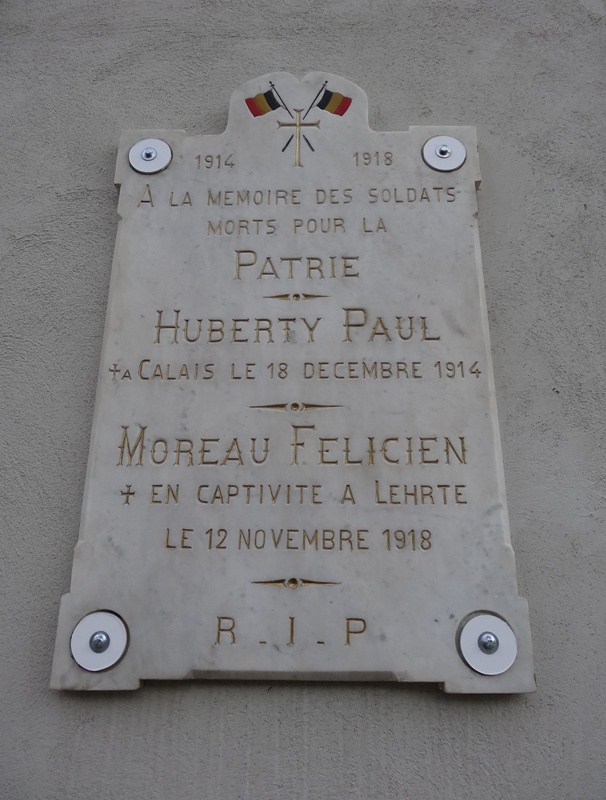 1914 1918
A LA MEMOIRE DES SOLDATS
MORTS POUR LA
PATRIE
HUBERTY PAUL
✝ A CALAIS LE 18 DECEMBRE 1914
MOREAU FELICIEN
✝ EN CAPTIVITE A LEHRTE
LE 12 NOVEMBRE 1918
R - I - P